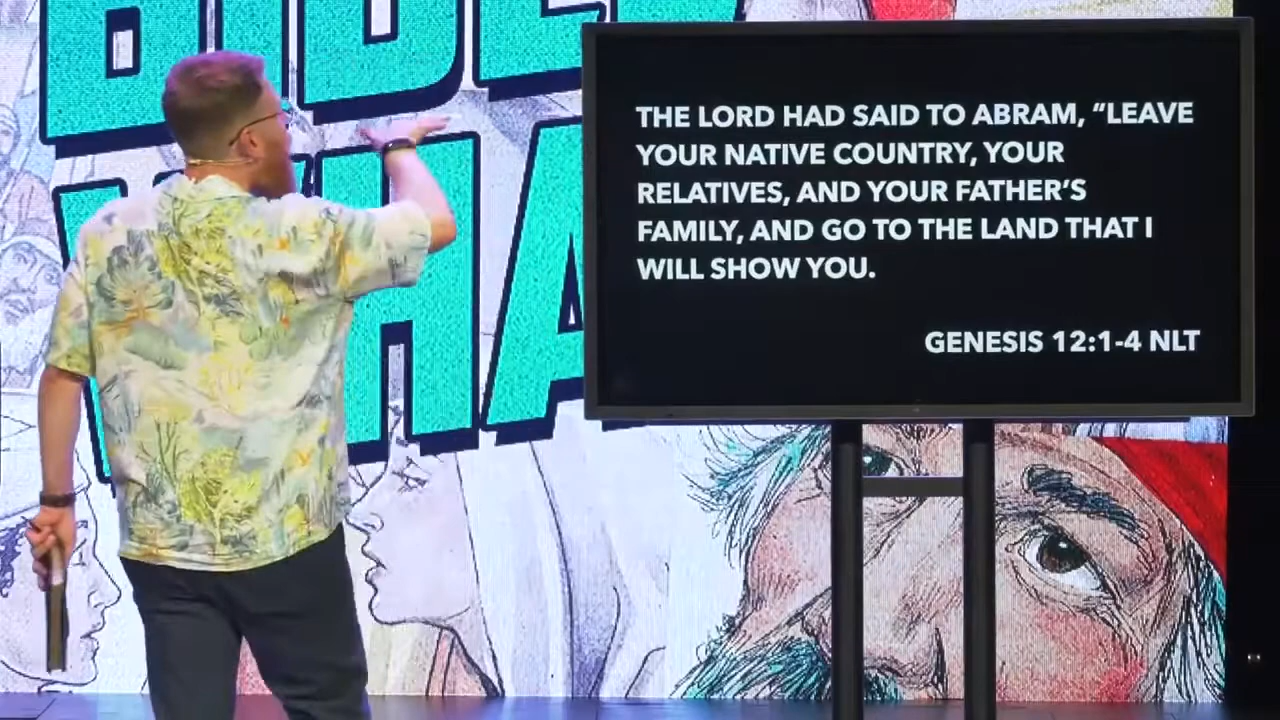 THE LORD HAD SAID TO ABRAM, "LEAVE
YOUR NATIVE COUNTRY, YOUR
RELATIVES, AND YOUR FATHER'S
FAMILY, AND GO TO THE LAND THAT I
WILL SHOW YOU.
GENESIS 12:1-4 NLT